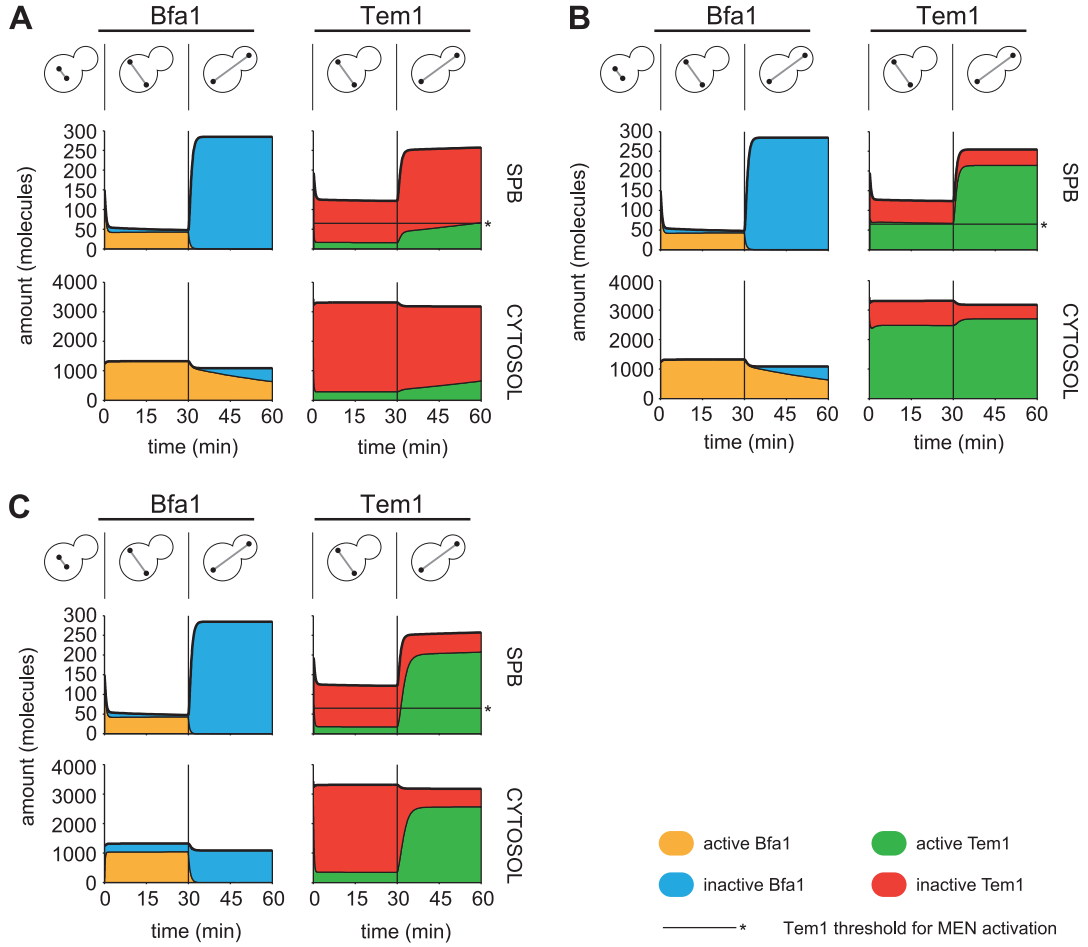 A
Bfa1
Tem1
300
250
200
150
100
50
0
*
SPB
4000
3000
2000
1000
0
CYTOSOL
amount (molecules)
0 15 30 45 60
0 15 30 45 60
time (min)
time (min)
B
Bfa1
Tem1
300
250
200
150
100
50
0
*
SPB
4000
3000
2000
1000
0
CYTOSOL
amount (molecules)
0 15 30 45 60
0 15 30 45 60
time (min)
time (min)
C
Bfa1
Tem1
300
250
200
150
100
50
0
*
SPB
4000
3000
2000
1000
0
CYTOSOL
amount (molecules)
0 15 30 45 60
0 15 30 45 60
time (min)
time (min)
active Bfa1
active Tem1
inactive Bfa1
inactive Tem1
* Tem1 threshold for MEN activation